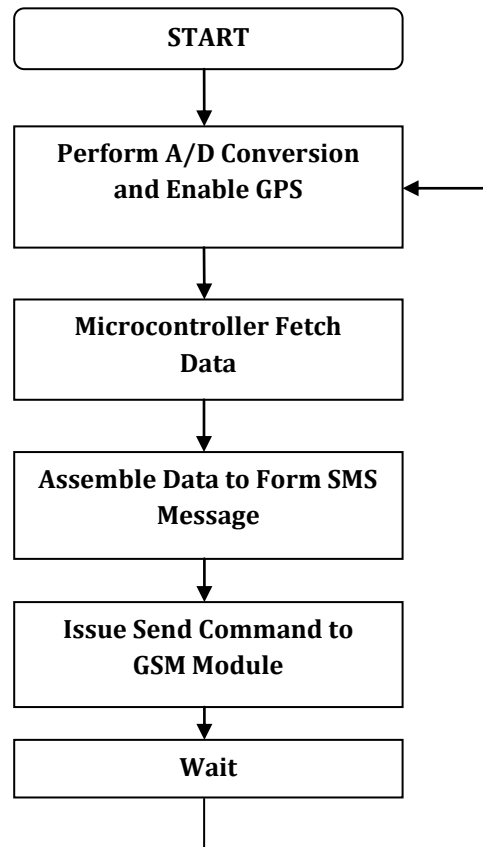 START
Perform A/D Conversion
and Enable GPS
Microcontroller Fetch
Data
Assemble Data to Form SMS
Message
Issue Send Command to
GSM Module
Wait